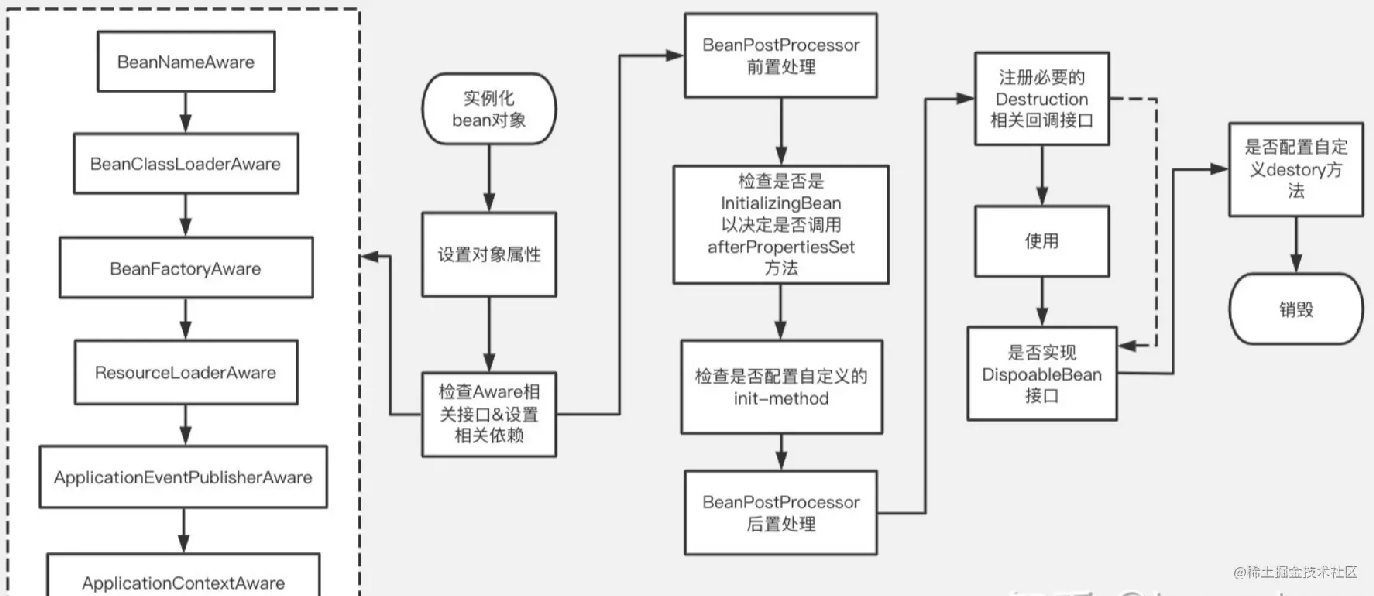 BeanNameAware
BeanClassLoaderAware
BeanFactoryAware
ResourceLoaderAware
ApplicationEventPublisherAware
ApplicationContextAware
实例化
bean对象
设置对象属性
检查Aware相
关接口&设置
相关依赖
BeanPostProcessor
前置处理
检查是否是
InitializingBean
以决定是否调用
afterPropertiesSet
方法
检查是否配置自定义的
init-method
BeanPostProcessor
后置处理
注册必要的
Destruction
相关回调接口
使用
是否实现
DispoableBean
接口
是否配置自定
义destory方
法
销毁
@稀土掘金技术社区